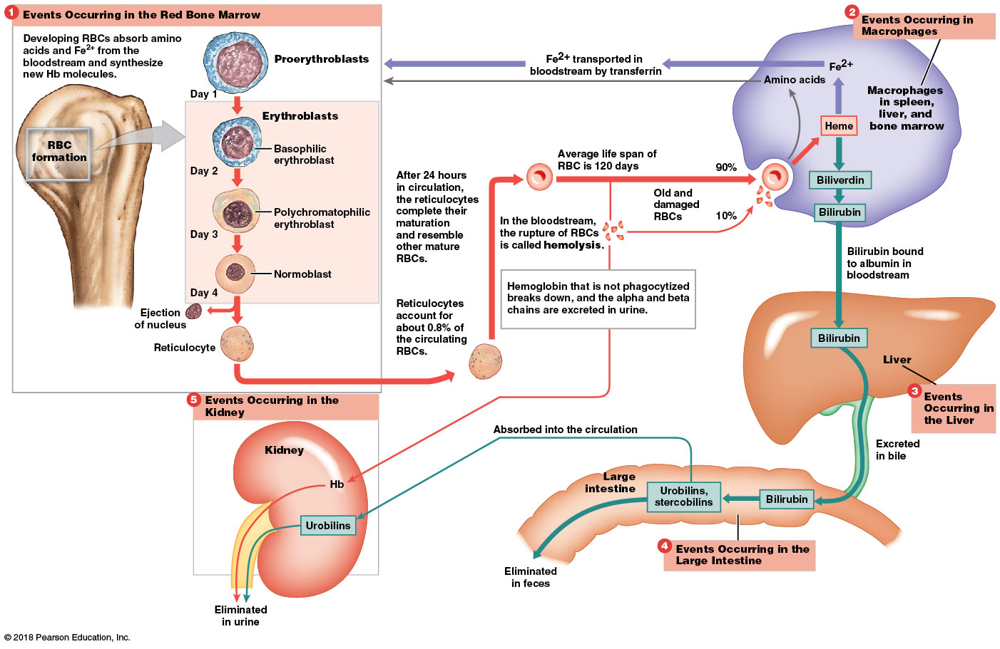 1 Events Occurring in the Red Bone Marrow
Developing RBCs absorb amino
acids and Fe2+ from the
bloodstream and synthesize
new Hb molecules.
RBC
formation
Proerythroblasts
Day 1
Erythroblasts
Basophilic
erythroblast
Day 2
Polychromatophilic
erythroblast
Day 3
Normoblast
Day 4
Ejection
of nucleus
Reticulocyte
Fe2+ transported in
bloodstream by transferrin
2 Events Occurring in
Macrophages
Fe2+
Amino acids
Macrophages
in spleen,
liver, and
bone marrow
Heme
Biliverdin
Bilirubin
Average life span of
RBC is 120 days
90%
Old and
damaged
RBCs
10%
After 24 hours
in circulation,
the reticulocytes
complete their
maturation
and resemble
other mature
RBCs.
In the bloodstream,
the rupture of RBCs
is called hemolysis.
Hemoglobin that is not phagocytized
breaks down, and the alpha and beta
chains are excreted in urine.
Reticulocytes
account for
about 0.8% of
the circulating
RBCs.
Bilirubin bound
to albumin in
bloodstream
Bilirubin
Liver
3 Events
Occurring in
the Liver
Excreted
in bile
Absorbed into the circulation
Large
intestine
Urobilins,
stercobilins
Bilirubin
4 Events Occurring in the
Large Intestine
Eliminated
in feces
5 Events Occurring in the
Kidney
Kidney
Hb
Urobilins
Eliminated
in urine
© 2018 Pearson Education, Inc.